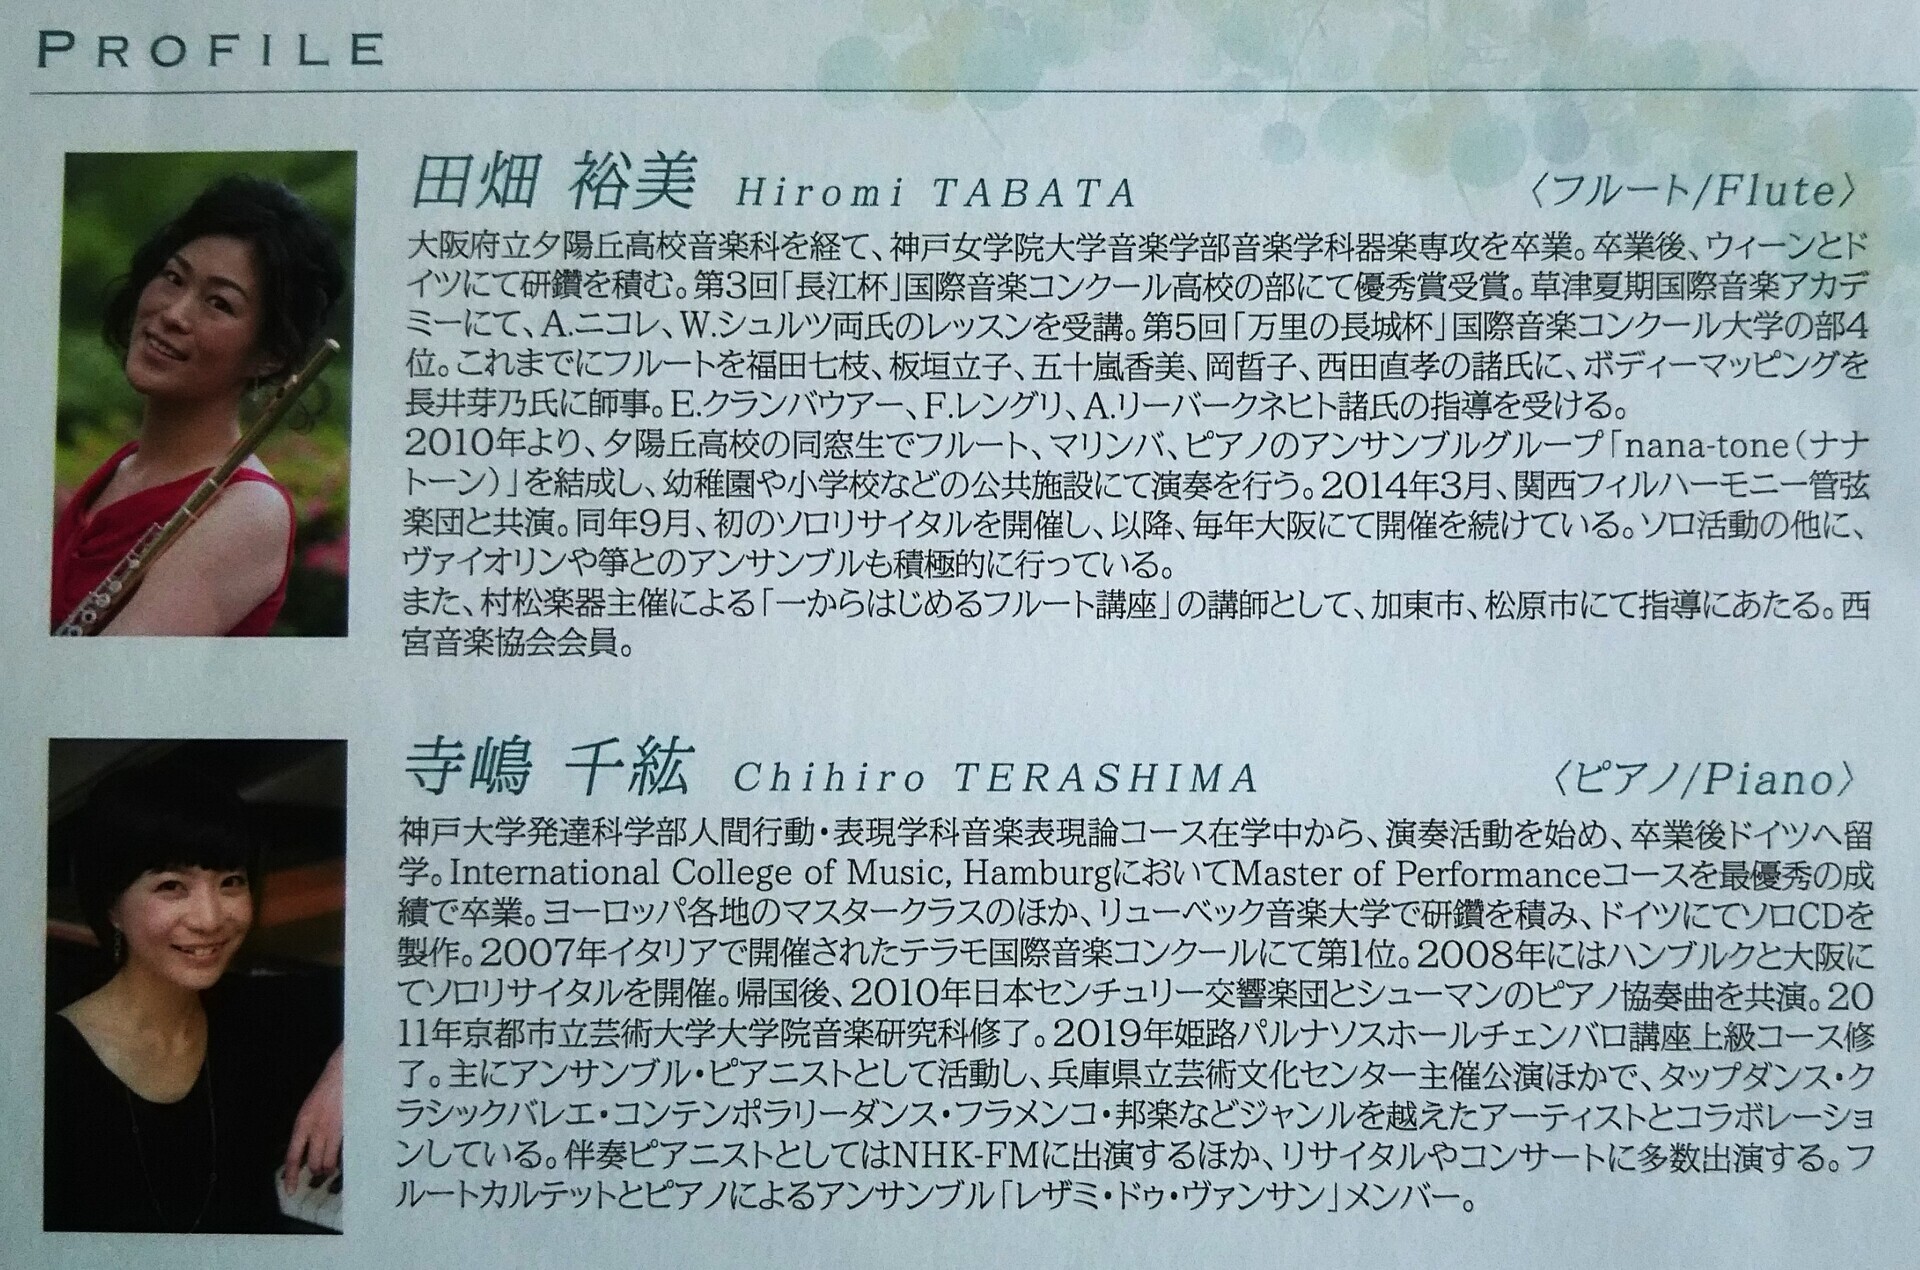 PROFILE
田畑 裕美 Hiromi TABATA 〈フルート/Flute〉
大阪府立夕陽丘高校音楽科を経て、神戸女学院大学音楽学部音楽学科器楽専攻を卒業。卒業後、ウィーンとド
イツにて研鑽を積む。第3回「長江杯」国際音楽コンクール高校の部にて優秀賞受賞。草津夏期国際音楽アカデ
ミーにて、A.ニコレ、W.シュルツ両氏のレッスンを受講。第5回「万里の長城杯」国際音楽コンクール大学の部4
位。これまでにフルートを福田七枝、板垣立子、五十嵐香美、岡哲子、西田直孝の諸氏に、ボディーマッピングを
長井芽乃氏に師事。E.クランバウアー、F.レングリ、A.リーバークネヒト諸氏の指導を受ける。
2010年より、夕陽丘高校の同窓生でフルート、マリンバ、ピアノのアンサンブルグループ「nana-tone（ナナ
トーン）」を結成し、幼稚園や小学校などの公共施設にて演奏を行う。2014年3月、関西フィルハーモニー管弦
楽団と共演。同年9月、初のソロリサイタルを開催し、以降、毎年大阪にて開催を続けている。ソロ活動の他に、
ヴァイオリンや箏とのアンサンブルも積極的に行っている。
また、村松楽器主催による「一からはじめるフルート講座」の講師として、加東市、松原市にて指導にあたる。西
宮音楽協会会員。
寺嶋 千紘 Chihiro TERASHIMA 〈ピアノ/Piano〉
神戸大学発達科学部人間行動・表現学科音楽表現論コース在学中から、演奏活動を始め、卒業後ドイツへ留
学。International College of Music, HamburgにおいてMaster of Performanceコースを最優秀の成
績で卒業。ヨーロッパ各地のマスタークラスのほか、リューベック音楽大学で研鑽を積み、ドイツにてソロCDを
製作。2007年イタリアで開催されたテラモ国際音楽コンクールにて第1位。2008年にはハンブルクと大阪に
てソロリサイタルを開催。帰国後、2010年日本センチュリー交響楽団とシューマンのピアノ協奏曲を共演。20
11年京都市立芸術大学大学院音楽研究科修了。2019年姫路パルナソスホールチェンバロ講座上級コース修
了。主にアンサンブル・ピアニストとして活動し、兵庫県立芸術文化センター主催公演ほかで、タップダンス・ク
ラシックバレエ・コンテンポラリーダンス・フラメンコ・邦楽などジャンルを越えたアーティストとコラボレーショ
ンしている。伴奏ピアニストとしてはNHK-FMに出演するほか、リサイタルやコンサートに多数出演する。フ
ルートカルテットとピアノによるアンサンブル「レザミ・ドゥ・ヴァンサン」メンバー。